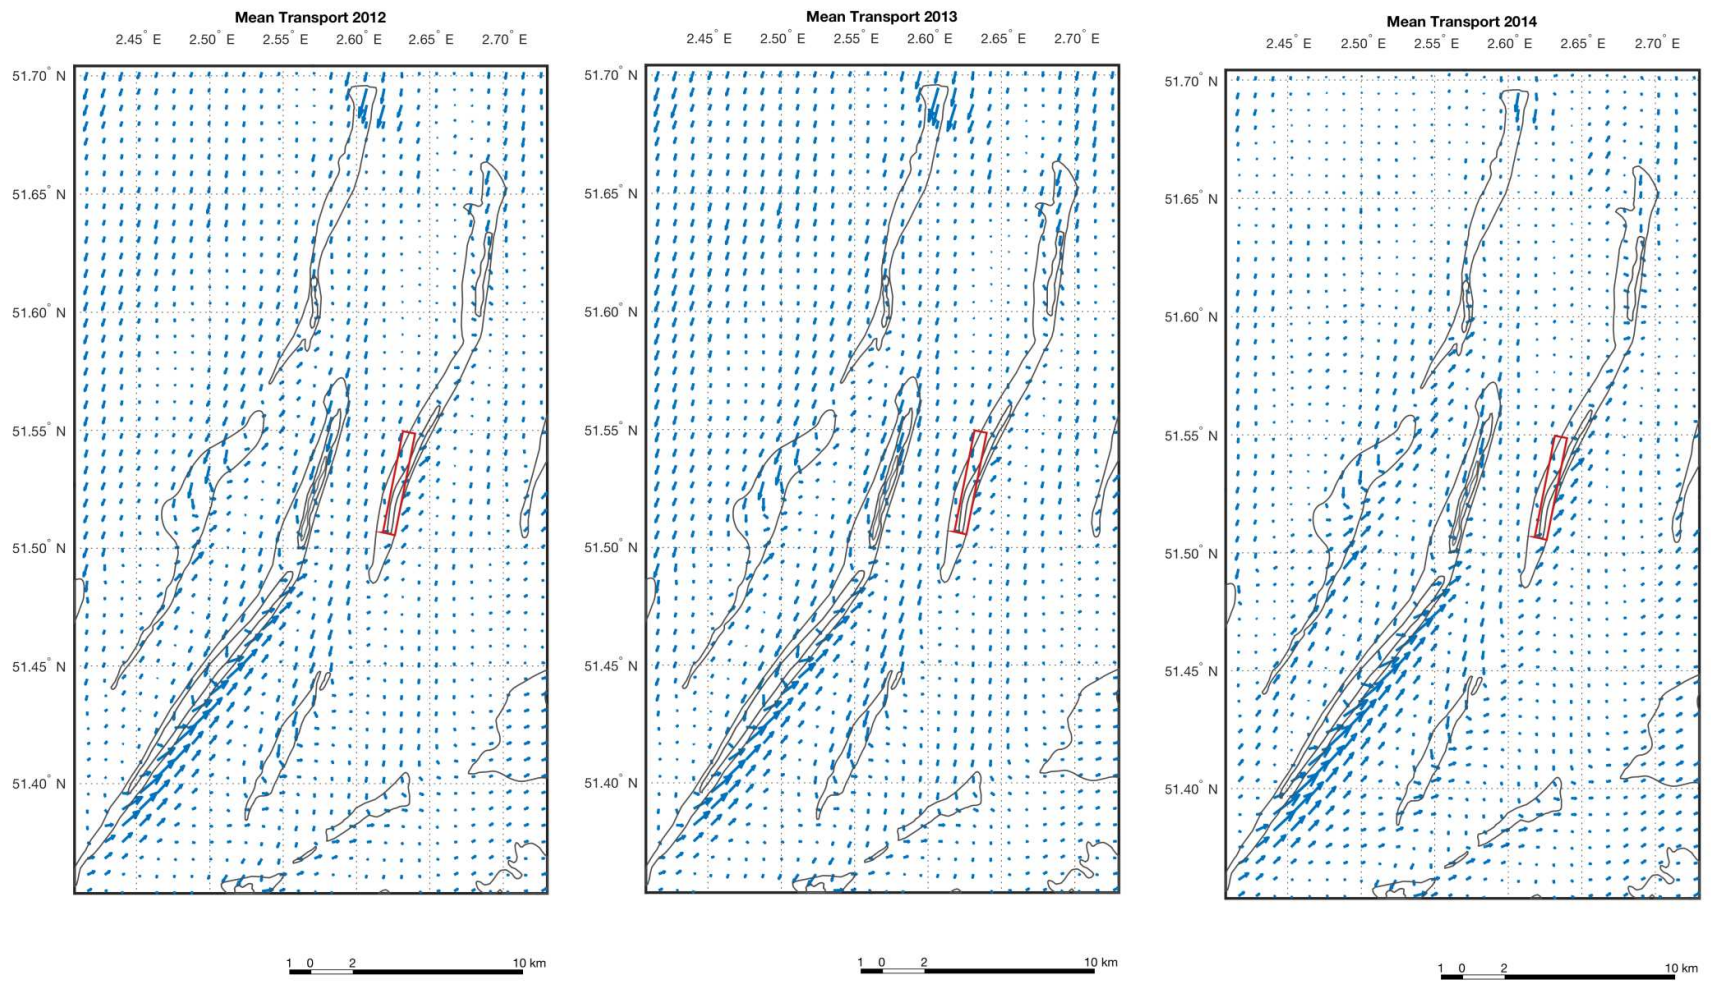 Mean Transport 2012
2.45° E 2.50° E 2.55° E 2.60° E 2.65° E 2.70° E
51.70° N
51.65° N
51.60° N
51.55° N
51.50° N
51.45° N
51.40° N
1 0 2 10 km
Mean Transport 2013
2.45° E 2.50° E 2.55° E 2.60° E 2.65° E 2.70° E
51.70° N
51.65° N
51.60° N
51.55° N
51.50° N
51.45° N
51.40° N
1 0 2 10 km
Mean Transport 2014
2.45° E 2.50° E 2.55° E 2.60° E 2.65° E 2.70° E
51.70° N
51.65° N
51.60° N
51.55° N
51.50° N
51.45° N
51.40° N
1 0 2 10 km